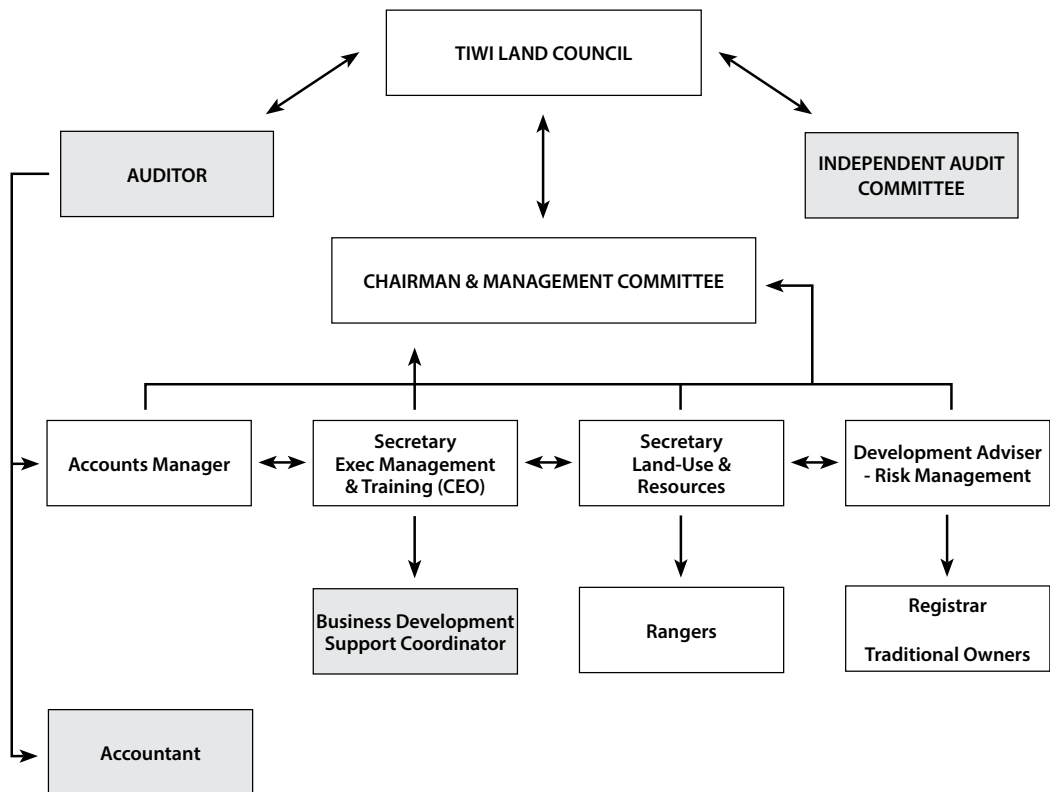 TIWI LAND COUNCIL
AUDITOR
INDEPENDENT AUDIT
COMMITTEE
CHAIRMAN & MANAGEMENT COMMITTEE
Accounts Manager
Secretary
Exec Management
& Training (CEO)
Secretary
Land-Use &
Resources
Development Adviser
- Risk Management
Business Development
Support Coordinator
Rangers
Registrar
Traditional Owners
Accountant